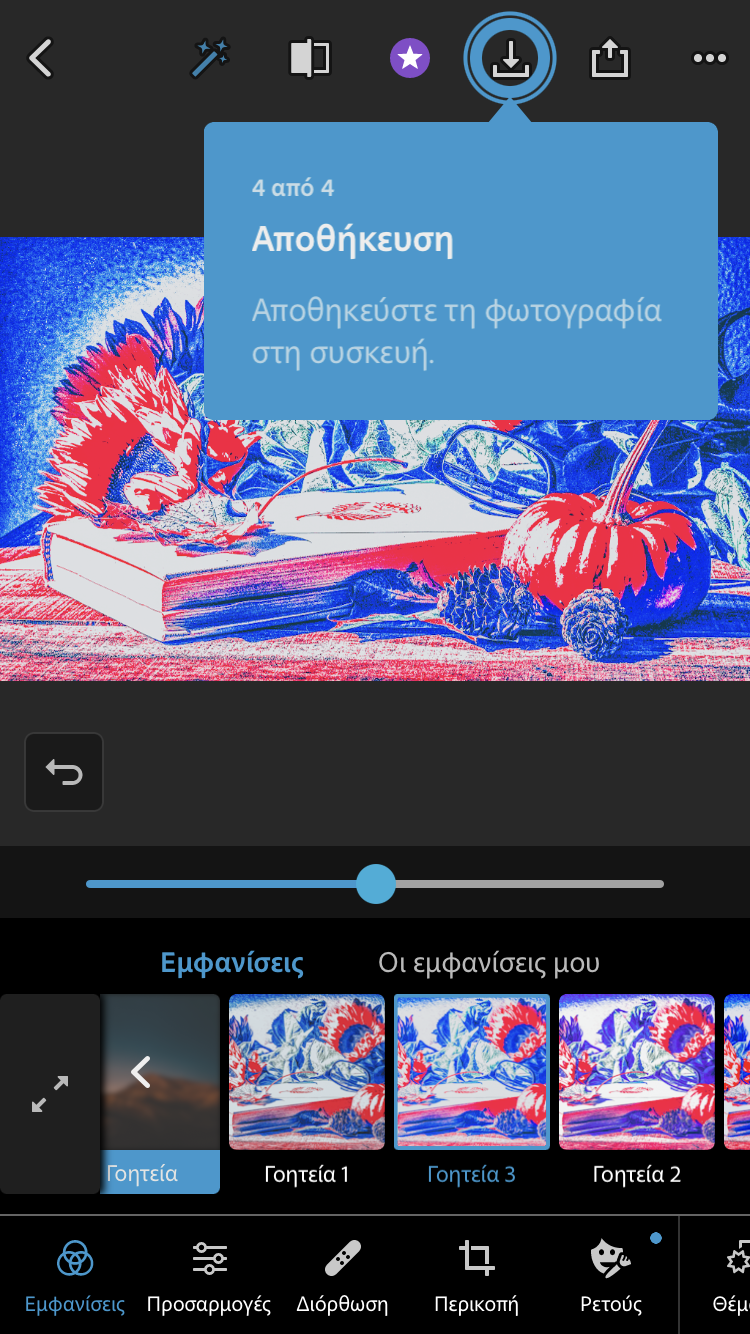 4 από 4
Αποθήκευση
Αποθηκεύστε τη φωτογραφία
στη συσκευή.
Εμφανίσεις Οι εμφανίσεις μου
Γοητεία Γοητεία 1 Γοητεία 3 Γοητεία 2
Εμφανίσεις Προσαρμογές Διόρθωση Περικοπή Ρετούς